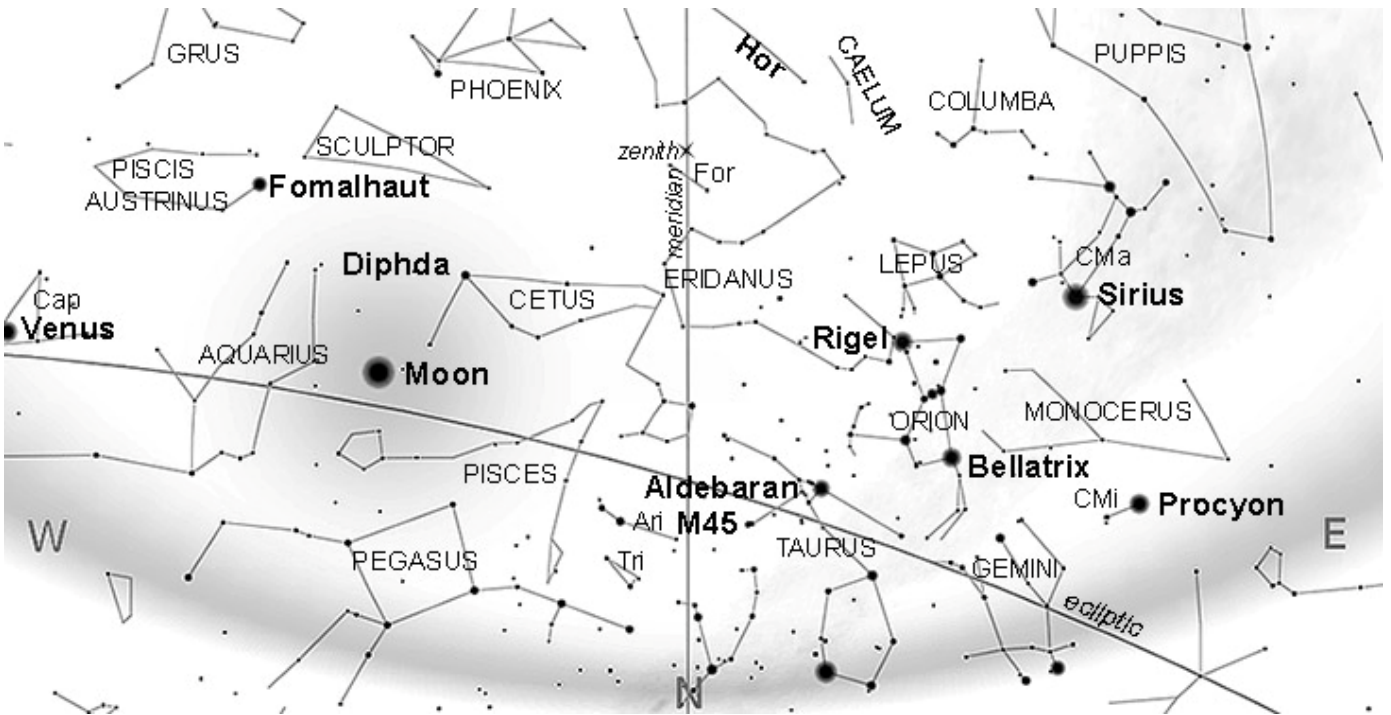 GRUS
PHOENIX
Hor
CAELUM
PUPPIS
COLUMBA
SCULPTOR
zenith
For
PISCIS
AUSTRINUS
Fomalhaut
meridian
Diphda
CETUS
ERIDANUS
LEPUS
CMa
Sirius
Cap
Venus
AQUARIUS
Moon
Rigel
ORION
MONOCERUS
PISCES
Bellatrix
Aldebaran
CMi
Procyon
Ari
M45
W
E
TAURUS
PEGASUS
Tri
GEMINI
ecliptic
N